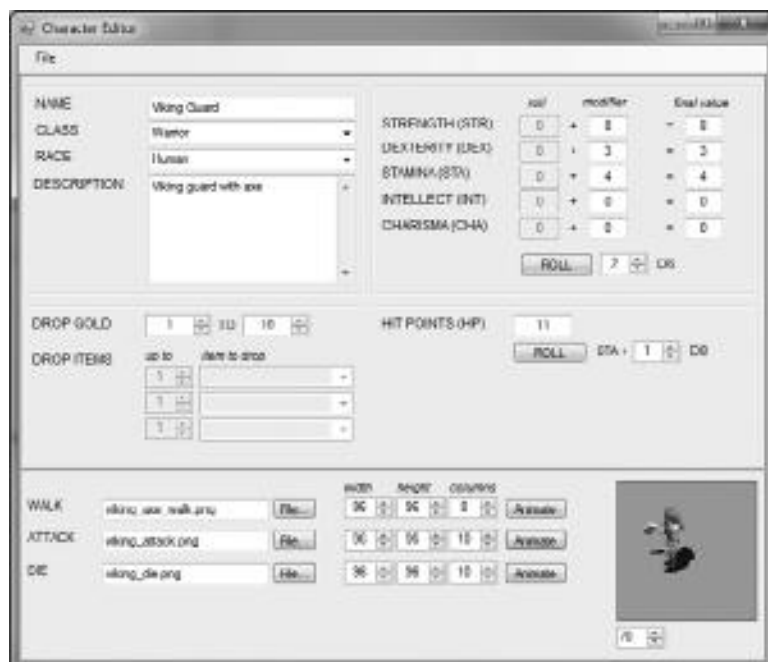 Character Editor
File
NAME Viking Guard
CLASS Warrior
RACE Human
DESCRIPTION Viking guard with axe
roll modifier final value
STRENGTH (STR) 0 + 8 = 8
DEXTERITY (DEX) 0 + 3 = 3
STAMINA (STA) 0 + 4 = 4
INTELLECT (INT) 0 + 0 = 0
CHARISMA (CHA) 0 + 0 = 0
ROLL 2 D6
DROP GOLD 1 TO 10
DROP ITEMS up to item to drop
1
1
1
HIT POINTS (HP) 11
ROLL STA + 1 D8
width height columns
WALK viking_axe_walk.png File... 96 96 8 Animate
ATTACK viking_attack.png File... 96 96 10 Animate
DIE viking_die.png File... 96 96 10 Animate